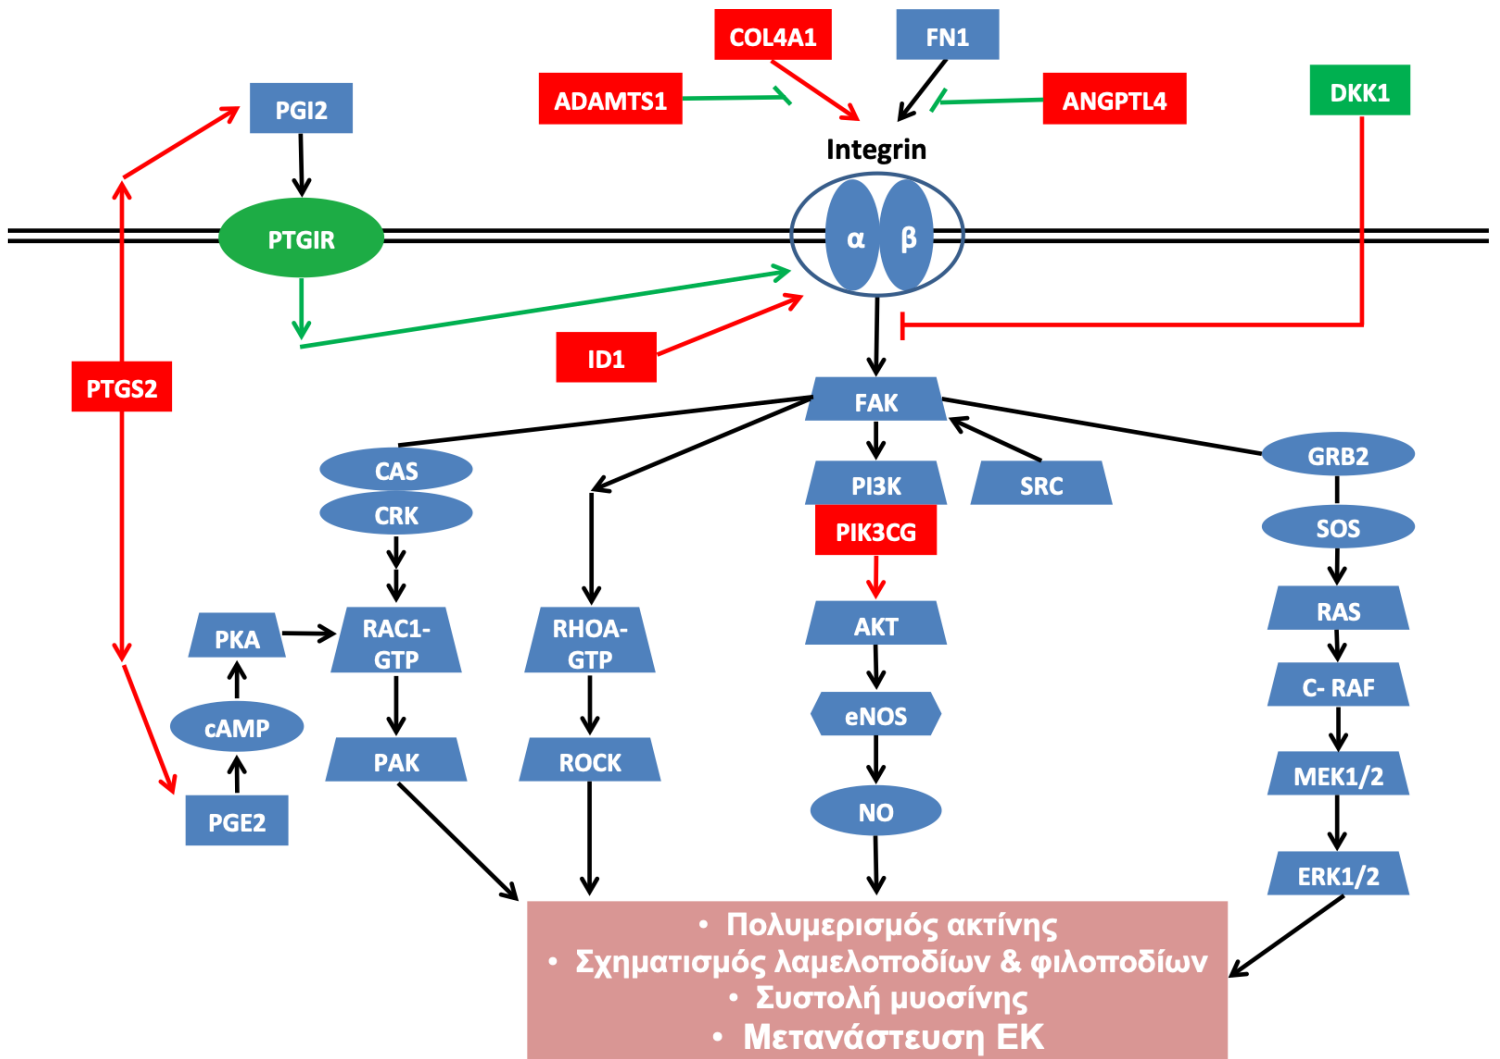 COL4A1
FN1
ADAMTS1
ANGPTL4
DKK1
PGI2
Integrin
PTGIR
α
β
ID1
PTGS2
FAK
CAS
PI3K
SRC
GRB2
CRK
PIK3CG
SOS
PKA
RAC1-
GTP
RHOA-
GTP
AKT
RAS
C- RAF
cAMP
eNOS
PAK
ROCK
MEK1/2
PGE2
NO
ERK1/2
• Πολυμερισμός ακτίνης
• Σχηματισμός λαμελοποδίων & φιλοποδίων
• Συστολή μυοσίνης
• Μετανάστευση ΕΚ